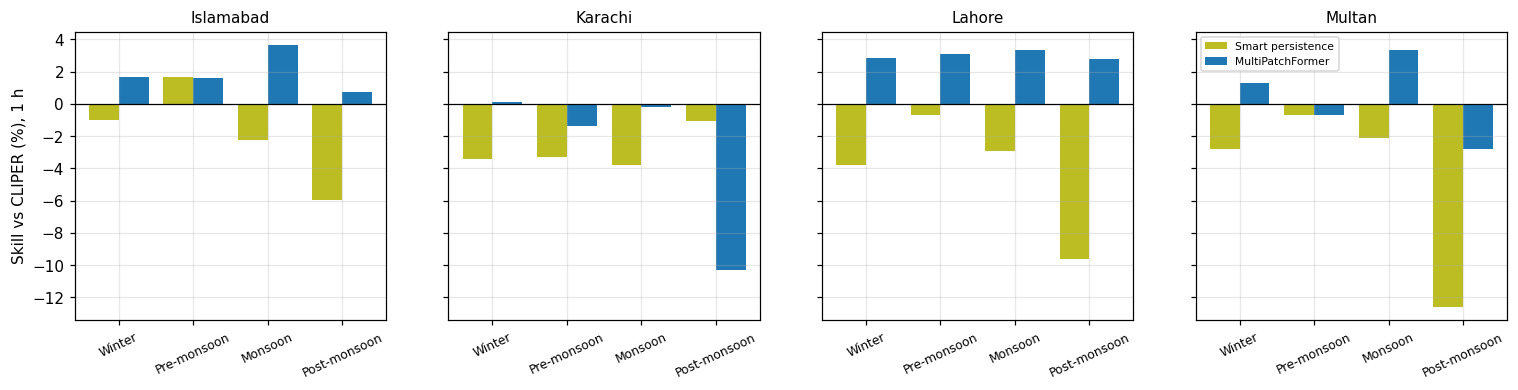 Islamabad
Karachi
Lahore
Multan
Skill vs CLIPER (%), 1 h
4
2
0
−2
−4
−6
−8
−10
−12
Smart persistence
MultiPatchFormer
Winter
Pre-monsoon
Monsoon
Post-monsoon
Winter
Pre-monsoon
Monsoon
Post-monsoon
Winter
Pre-monsoon
Monsoon
Post-monsoon
Winter
Pre-monsoon
Monsoon
Post-monsoon